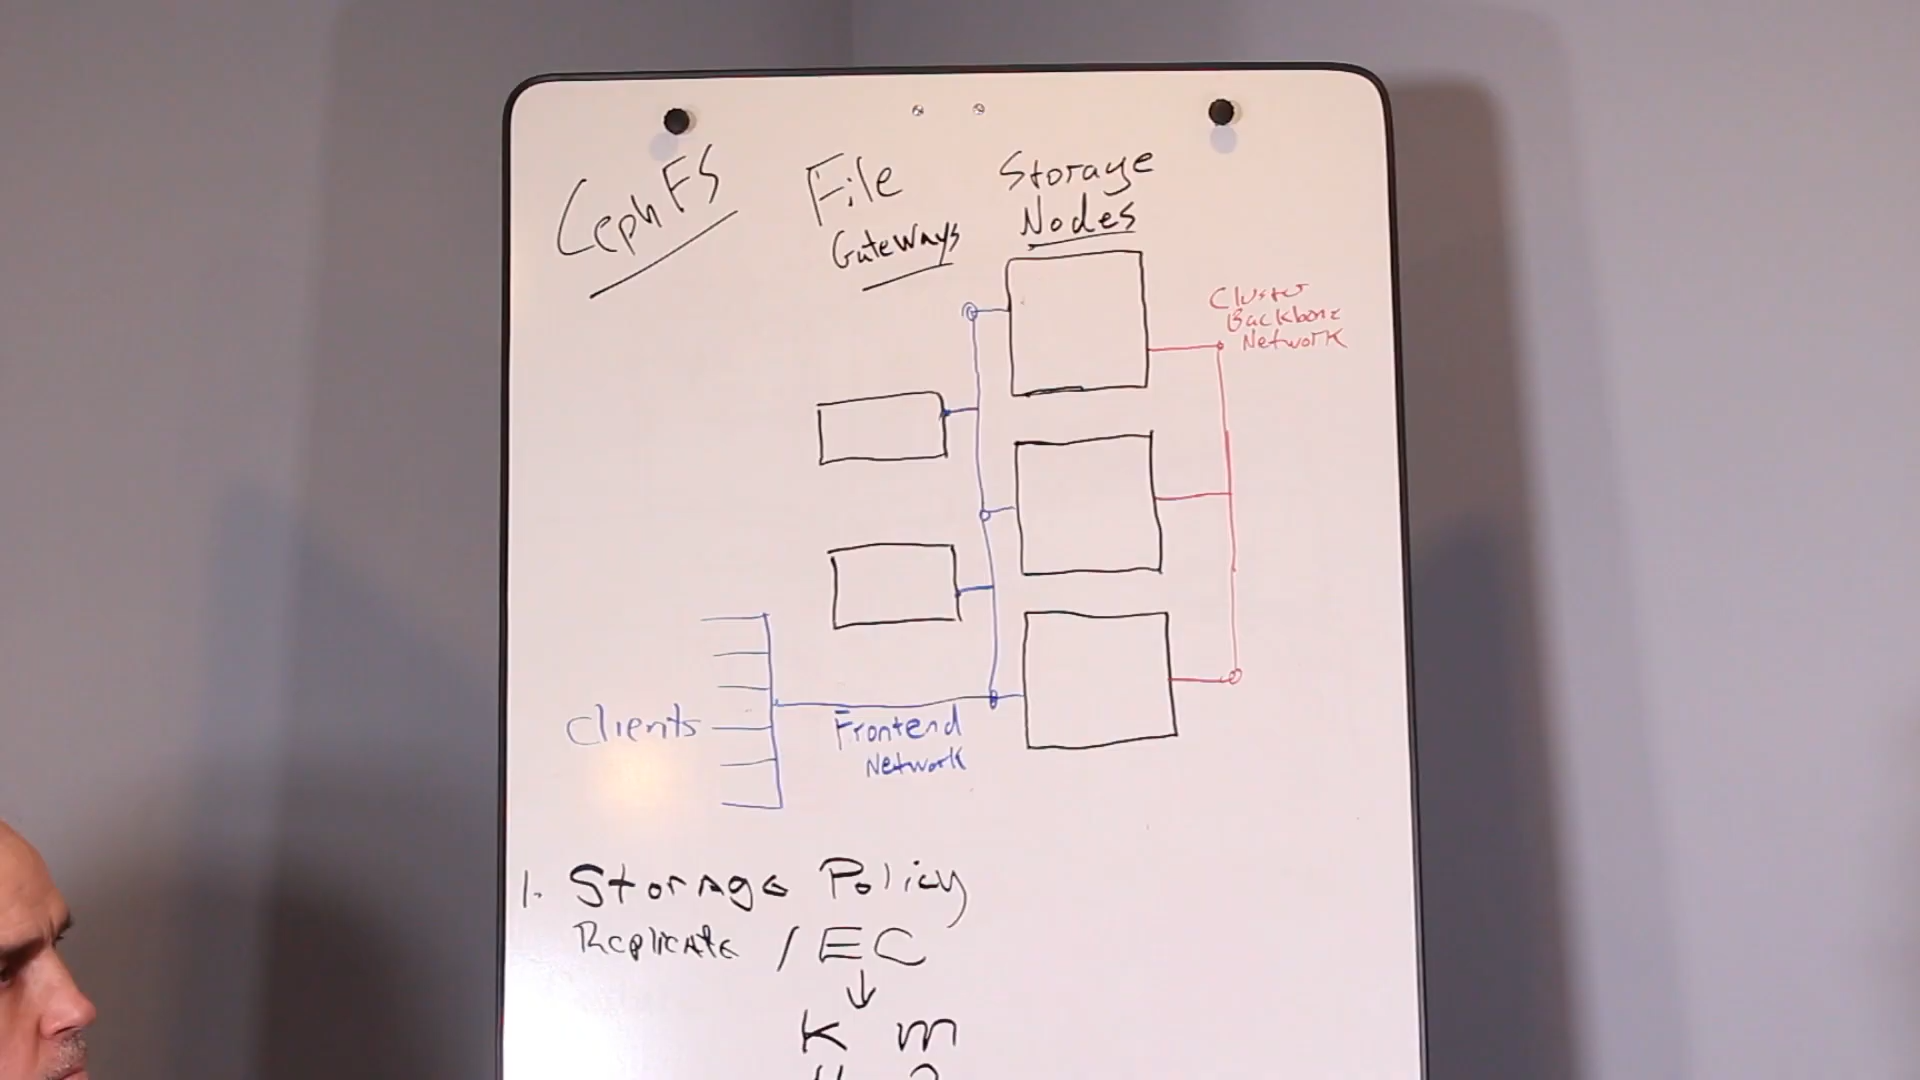 CephFS
File
Gateways
Storage
Nodes
Cluster
Backbone
Network
Clients
Frontend
Network
1. Storage Policy
Replicate / EC
↓
K m